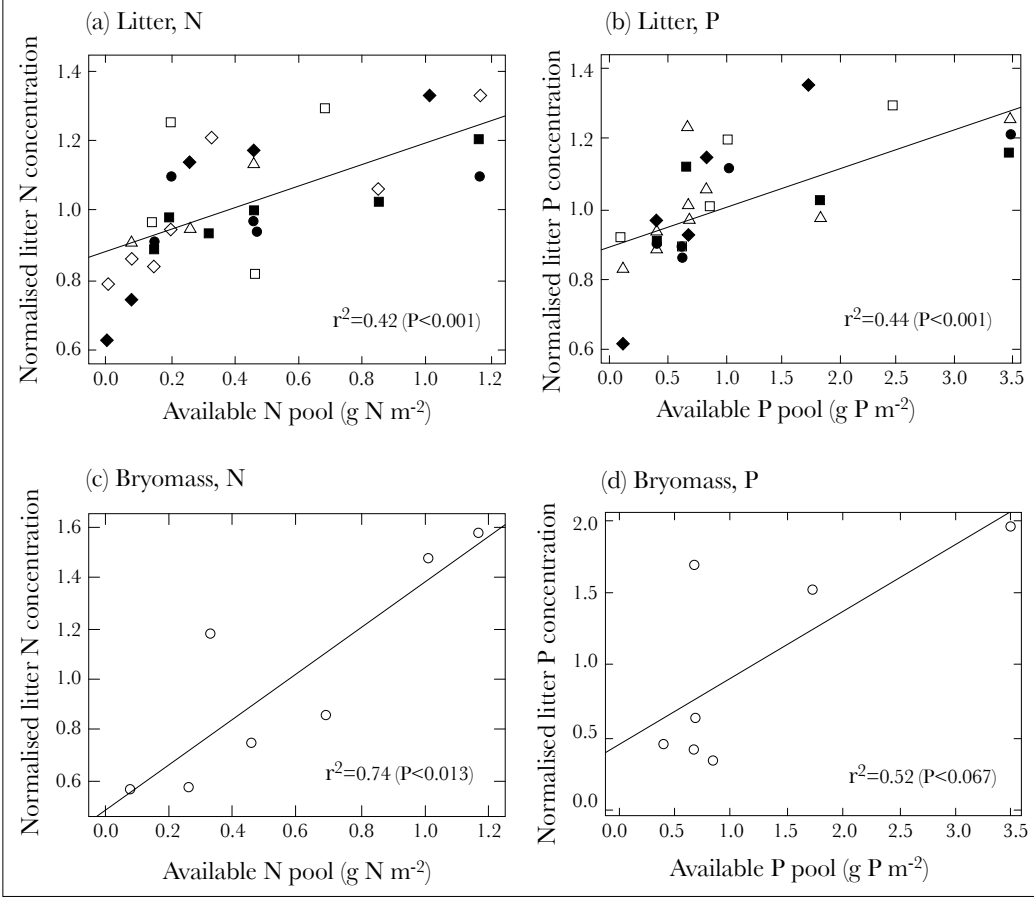 (a) Litter, N
Normalised litter N concentration
1.4
1.2
1.0
0.8
0.6
r²=0.42 (P<0.001)
0.0 0.2 0.4 0.6 0.8 1.0 1.2
Available N pool (g N m⁻²)
(b) Litter, P
Normalised litter P concentration
1.4
1.2
1.0
0.8
0.6
r²=0.44 (P<0.001)
0.0 0.5 1.0 1.5 2.0 2.5 3.0 3.5
Available P pool (g P m⁻²)
(c) Bryomass, N
Normalised litter N concentration
1.6
1.4
1.2
1.0
0.8
0.6
r²=0.74 (P<0.013)
0.0 0.2 0.4 0.6 0.8 1.0 1.2
Available N pool (g N m⁻²)
(d) Bryomass, P
Normalised litter P concentration
2.0
1.5
1.0
0.5
0.0
r²=0.52 (P<0.067)
0.0 0.5 1.0 1.5 2.0 2.5 3.0 3.5
Available P pool (g P m⁻²)